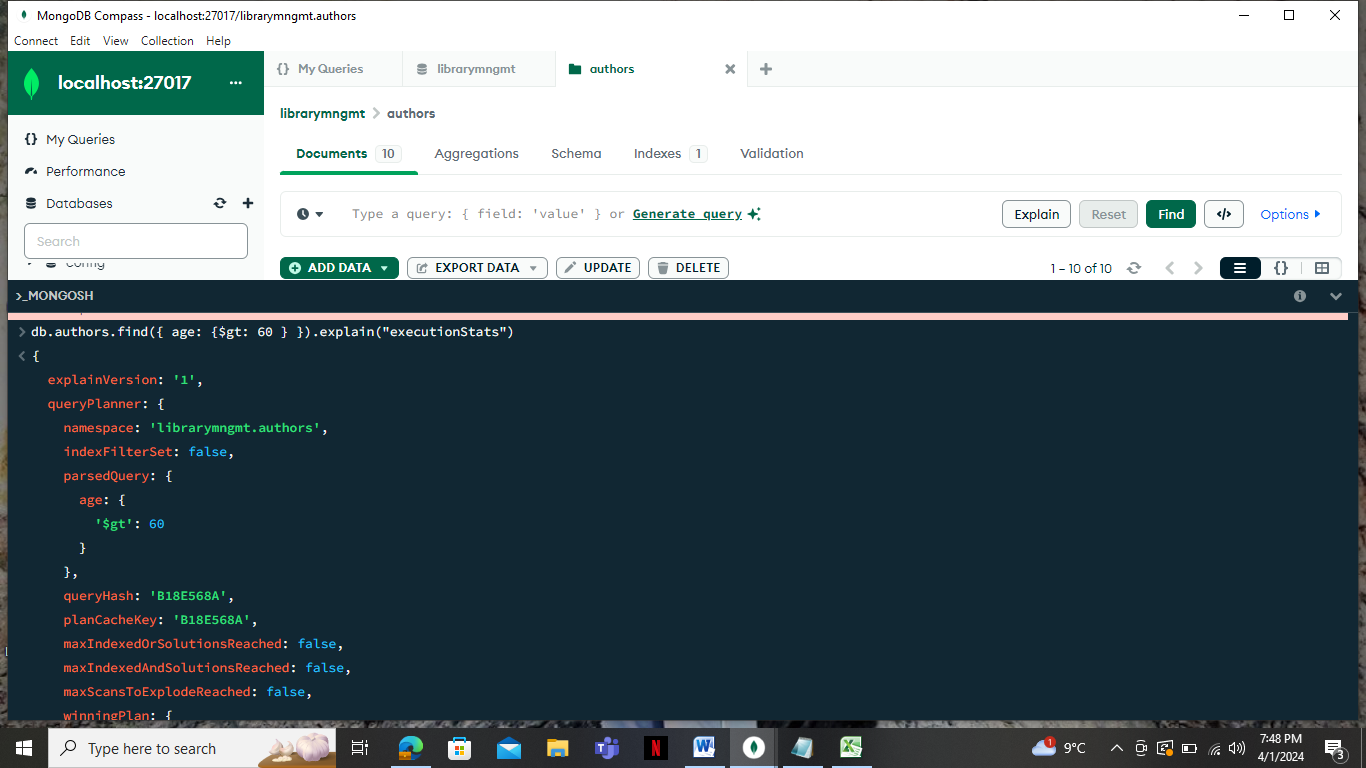 MongoDB Compass - localhost:27017/librarymngmt.authors
Connect Edit View Collection Help
localhost:27017 ...
{} My Queries
librarymngmt
authors
librarymngmt > authors
My Queries
Performance
Databases
Search
config
Documents 10
Aggregations
Schema
Indexes 1
Validation
Type a query: { field: 'value' } or Generate query
Explain
Reset
Find
</>
Options
ADD DATA
EXPORT DATA
UPDATE
DELETE
1 – 10 of 10
{}
>_MONGOSH
> db.authors.find({ age: {$gt: 60 } }).explain("executionStats")
< {
explainVersion: '1',
queryPlanner: {
namespace: 'librarymngmt.authors',
indexFilterSet: false,
parsedQuery: {
age: {
'$gt': 60
}
},
queryHash: 'B18E568A',
planCacheKey: 'B18E568A',
maxIndexedOrSolutionsReached: false,
maxIndexedAndSolutionsReached: false,
maxScansToExplodeReached: false,
winningPlan: {
Type here to search
N
W
1
9°C
7:48 PM
4/1/2024
3